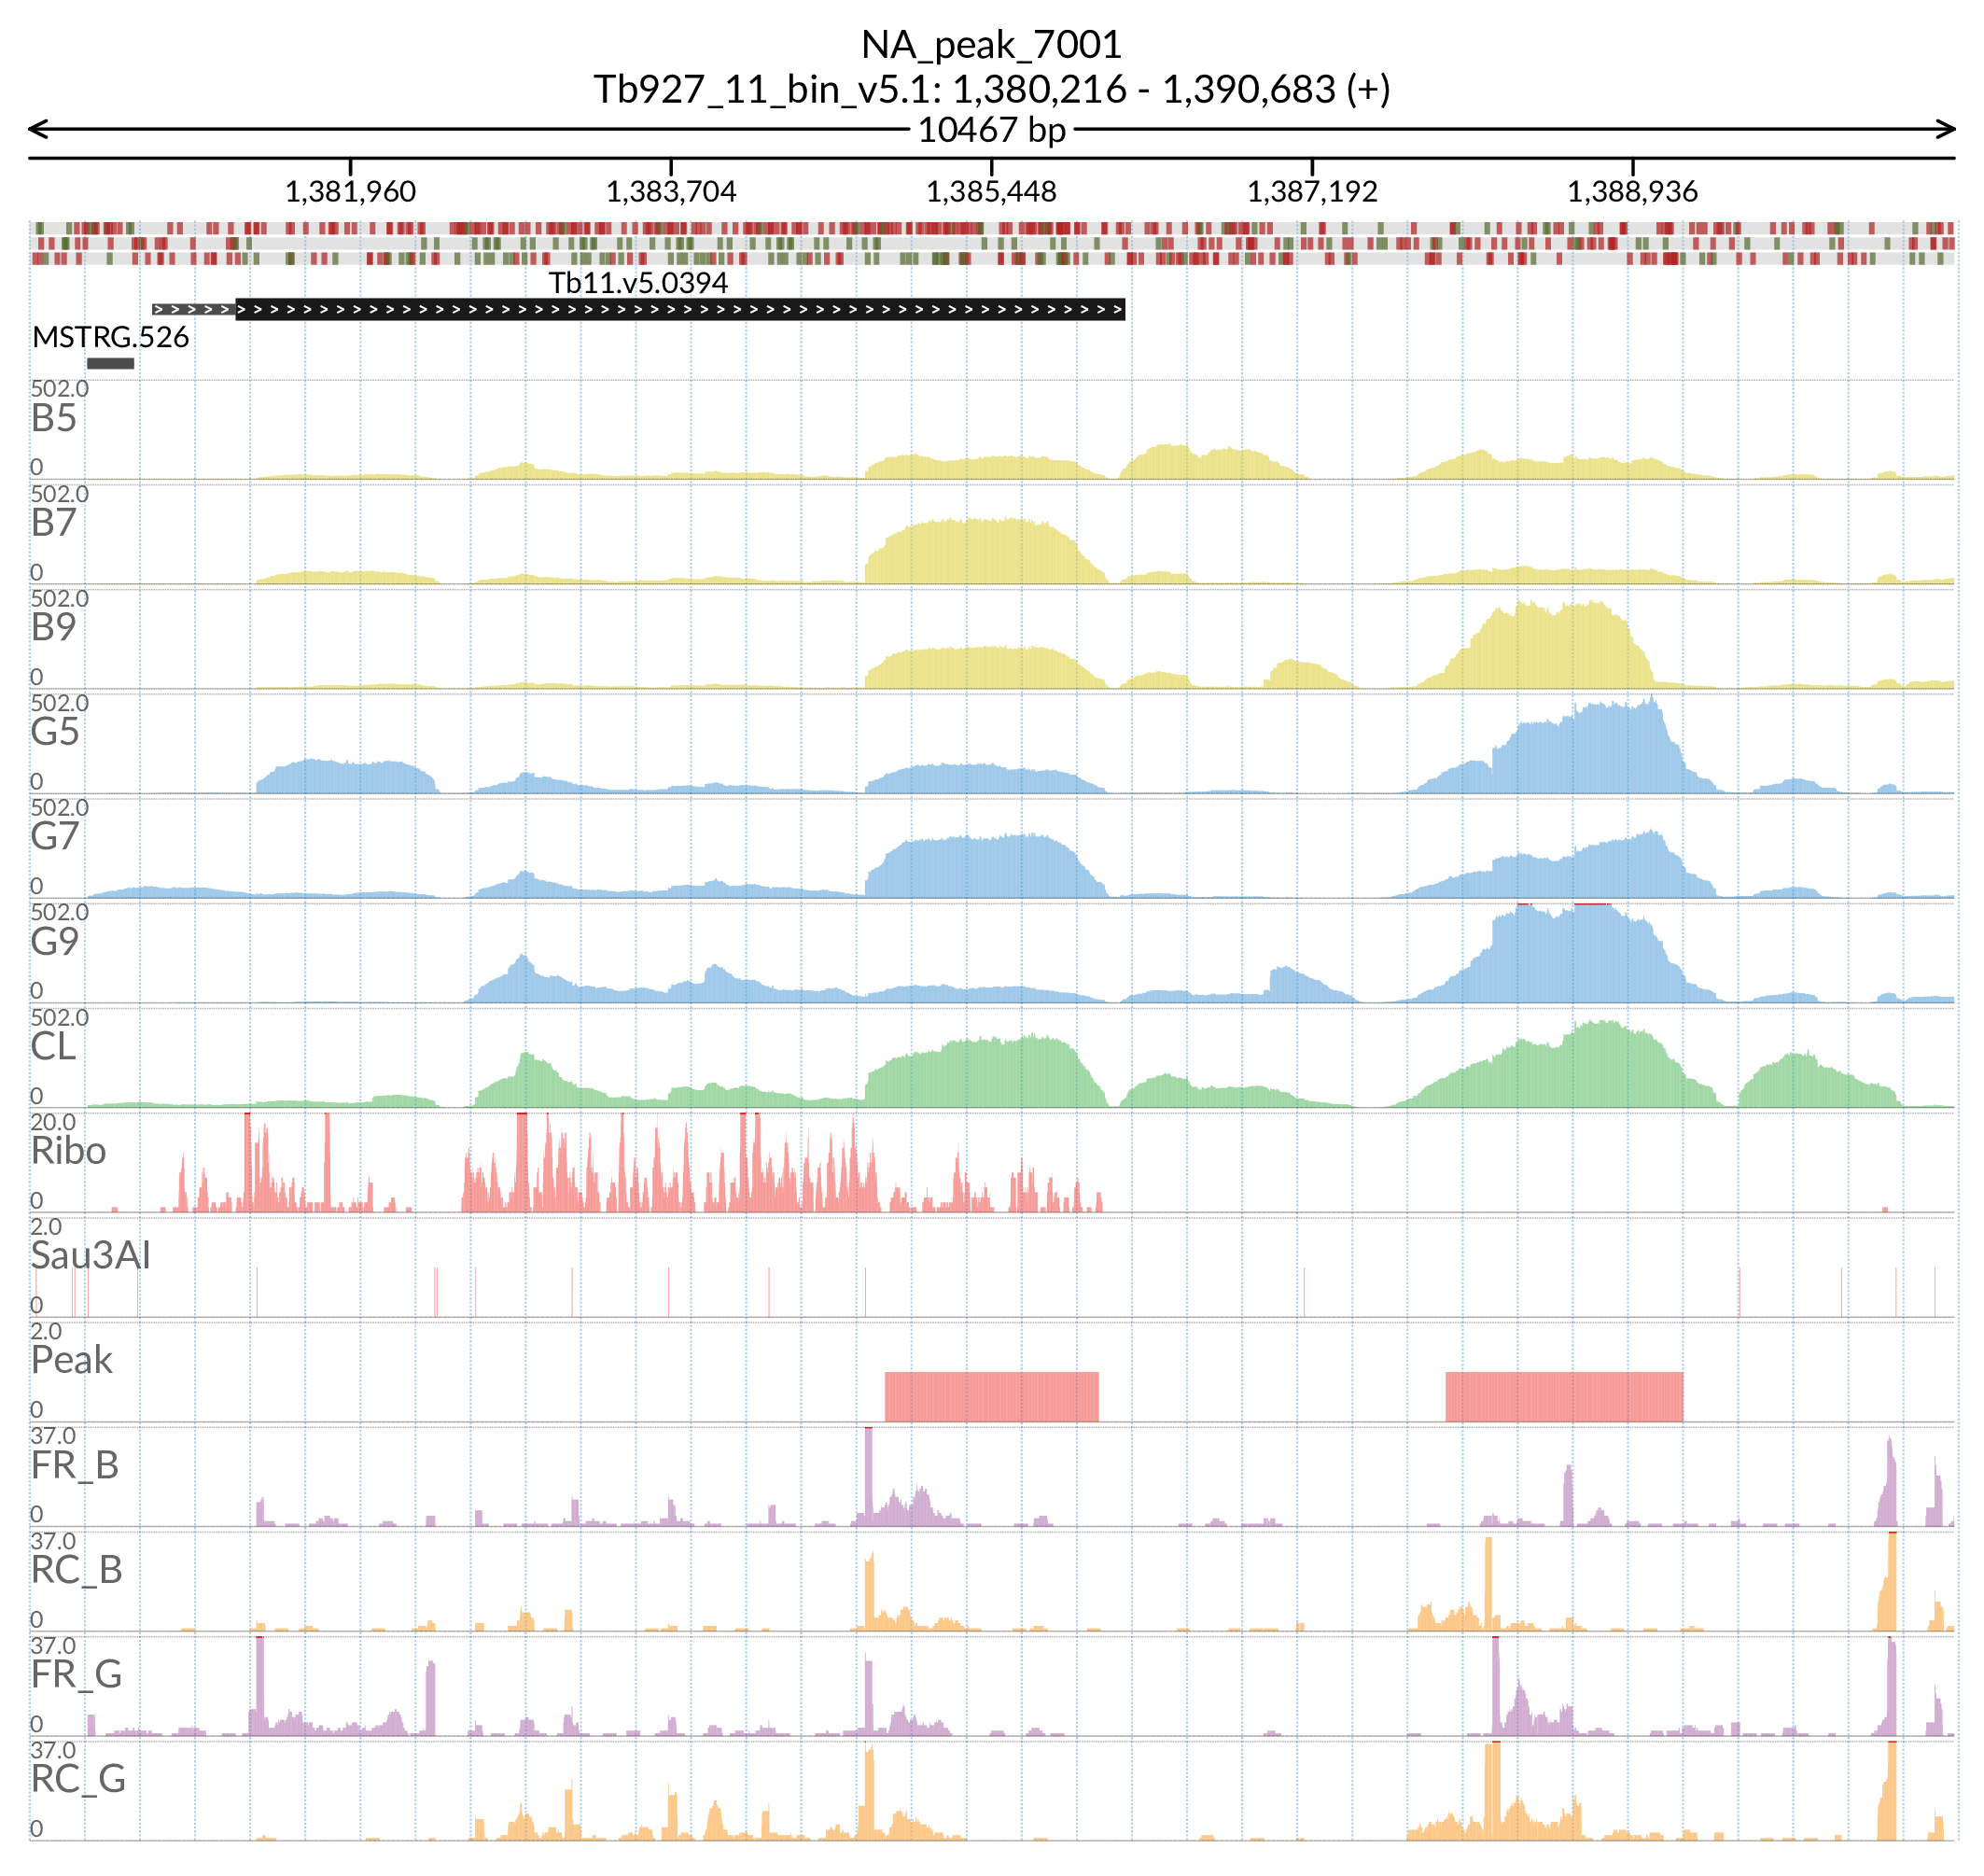 NA_peak_7001
Tb927_11_bin_v5.1: 1,380,216 - 1,390,683 (+)
10467 bp
1,381,960 1,383,704 1,385,448 1,387,192 1,388,936
Tb11.v5.0394
MSTRG.526
502.0
B5
0
502.0
B7
0
502.0
B9
0
502.0
G5
0
502.0
G7
0
502.0
G9
0
502.0
CL
0
20.0
Ribo
0
2.0
Sau3AI
0
2.0
Peak
0
37.0
FR_B
0
37.0
RC_B
0
37.0
FR_G
0
37.0
RC_G
0